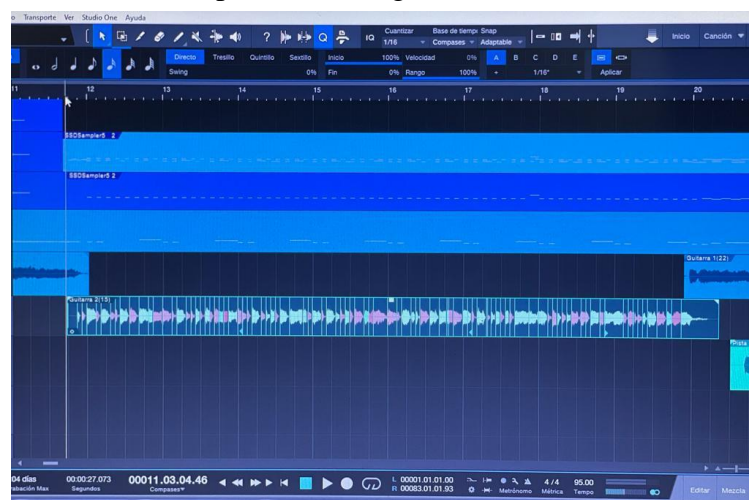 Transporte Ver Studio One Ayuda
? Q IQ Cuantizar Base de tiempo Snap
1/16 Compases Adaptable
Inicio Canción
Directo Tresillo Quintillo Sextillo Inicio 100% Velocidad 0% A B C D E
Swing 0% Fin 0% Rango 100% 1/16° Aplicar
11 12 13 14 15 16 17 18 19 20
SSDSampler5 2
SSDSampler5 2
Guitarra 1(22)
Guitarra 2(15)
Pista
04 días 00:00:27.073 00011.03.04.46 L 00001.01.01.00 4/4 95.00
rabación Max Segundos Compases R 00083.01.01.93 Metrónomo Métrica Tempo Editar Mezcla